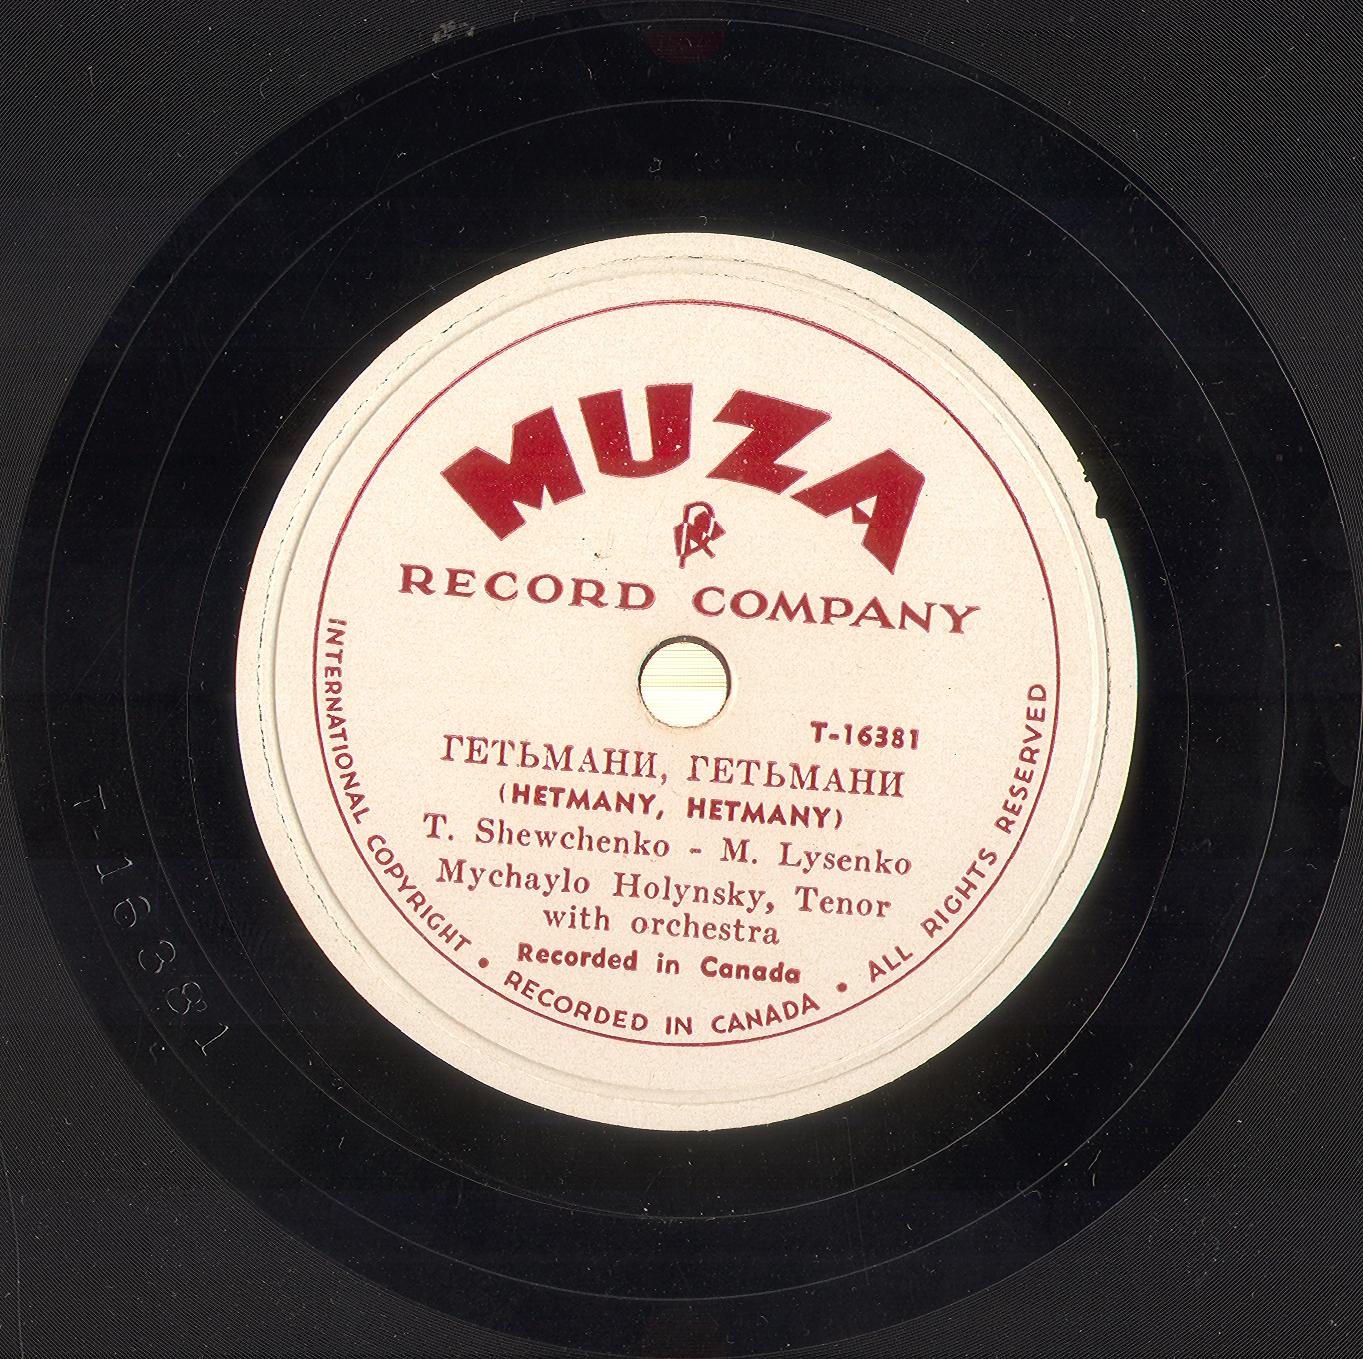 MUZA
RECORD COMPANY
T-16381
ГЕТЬМАНИ, ГЕТЬМАНИ
(HETMANY, HETMANY)
T. Shewchenko - M. Lysenko
Mychaylo Holynsky, Tenor
with orchestra
Recorded in Canada
INTERNATIONAL COPYRIGHT • RECORDED IN CANADA • ALL RIGHTS RESERVED
T-16381